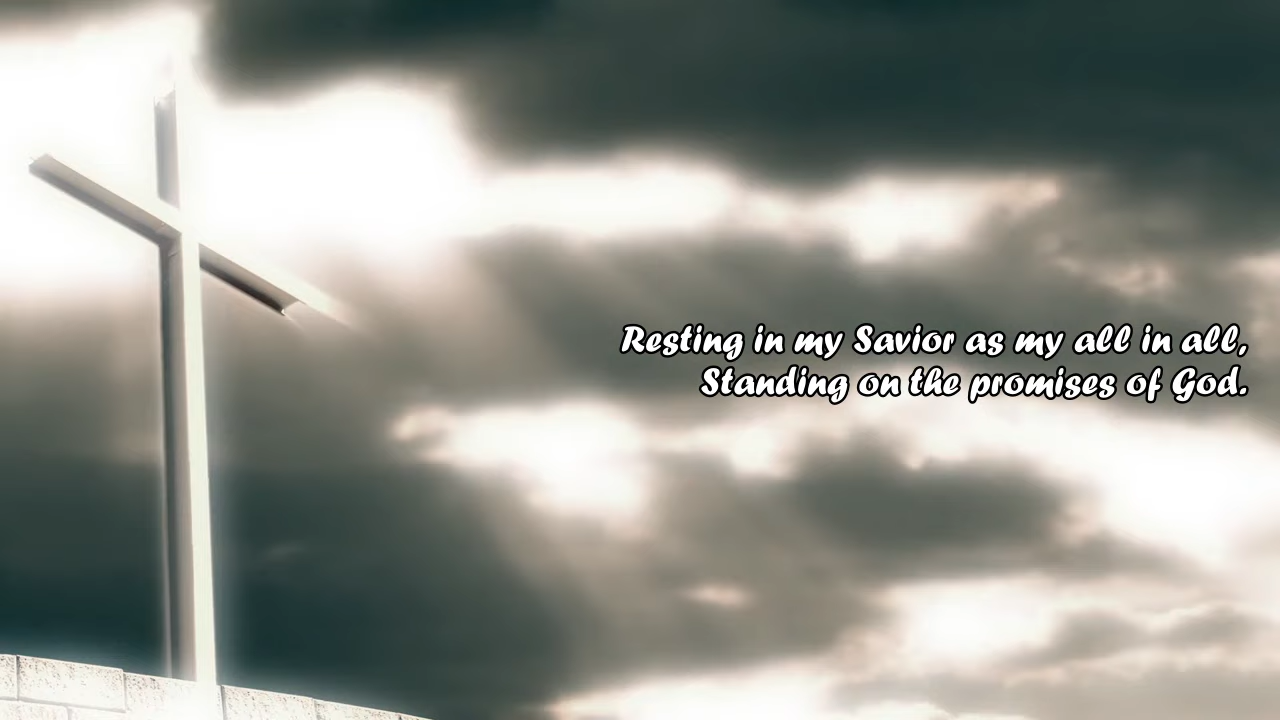 Resting in my Savior as my all in all,
Standing on the promises of God.